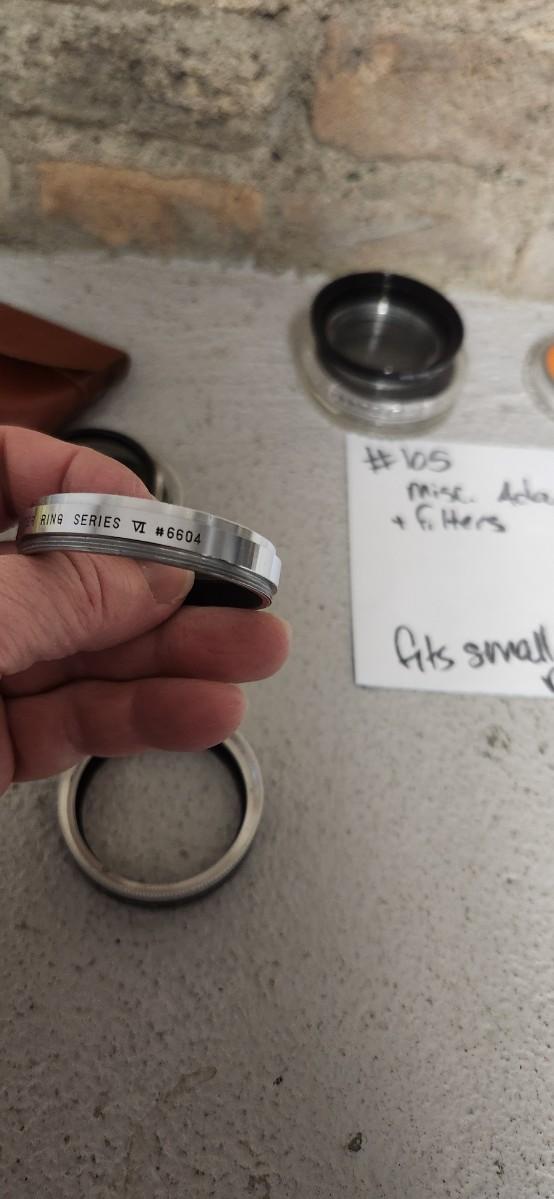 RING SERIES VI #6604
#105
misc.
+ filters
fits small